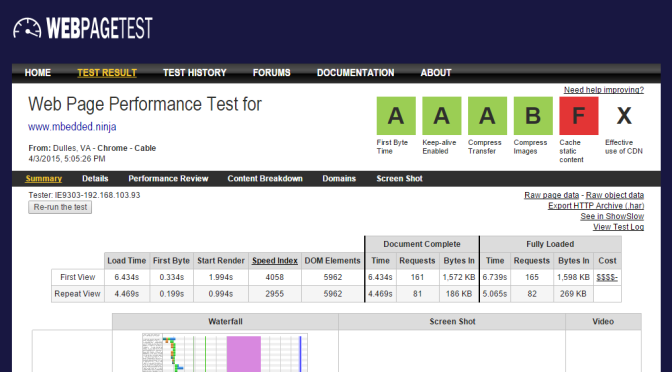 WEBPAGETEST
HOME TEST RESULT TEST HISTORY FORUMS DOCUMENTATION ABOUT
Need help improving?
Web Page Performance Test for
www.mbedded.ninja
From: Dulles, VA - Chrome - Cable
4/3/2015, 5:05:26 PM
A A A B F X
First Byte Time
Keep-alive Enabled
Compress Transfer
Compress Images
Cache static content
Effective use of CDN
Summary Details Performance Review Content Breakdown Domains Screen Shot
Tester: IE9303-192.168.103.93
Re-run the test
Raw page data - Raw object data
Export HTTP Archive (.har)
See in ShowSlow
View Test Log
Document Complete Fully Loaded
Load Time First Byte Start Render Speed Index DOM Elements Time Requests Bytes In Time Requests Bytes In Cost
First View 6.434s 0.334s 1.994s 4058 5962 6.434s 161 1,572 KB 6.739s 165 1,598 KB $$$$-
Repeat View 4.469s 0.199s 0.994s 2955 5962 4.469s 81 186 KB 5.065s 82 269 KB
Waterfall Screen Shot Video